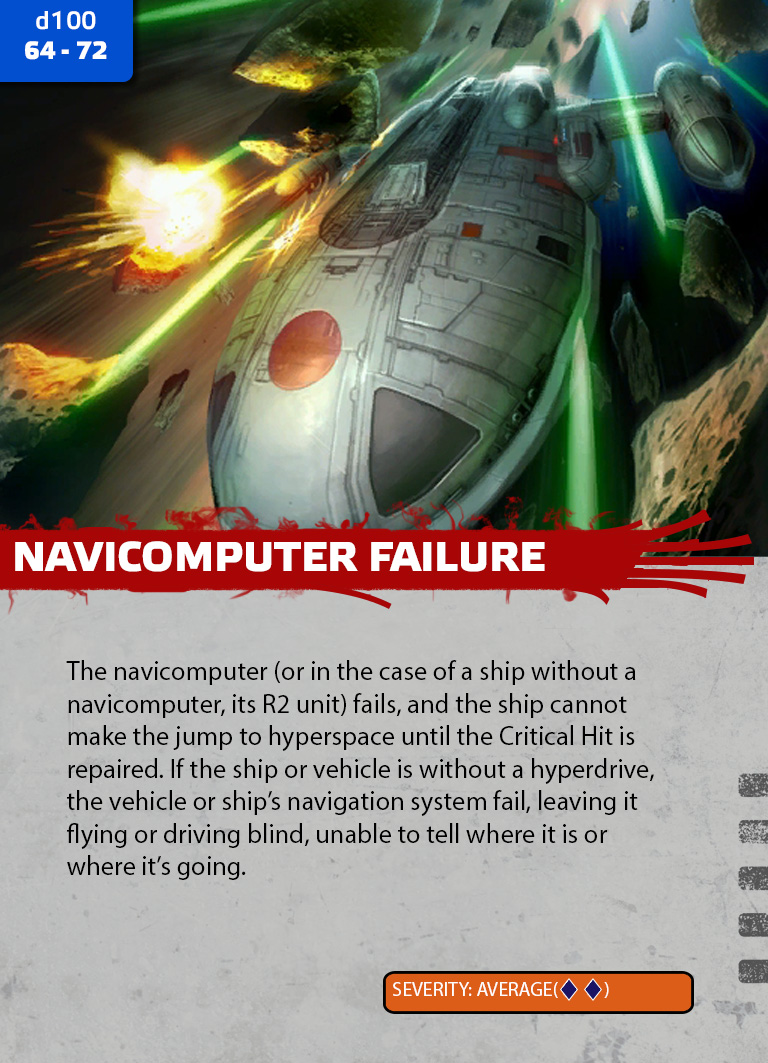 d100
64 - 72
NAVICOMPUTER FAILURE
The navicomputer (or in the case of a ship without a
navicomputer, its R2 unit) fails, and the ship cannot
make the jump to hyperspace until the Critical Hit is
repaired. If the ship or vehicle is without a hyperdrive,
the vehicle or ship’s navigation system fail, leaving it
flying or driving blind, unable to tell where it is or
where it’s going.
SEVERITY: AVERAGE(◆ ◆)